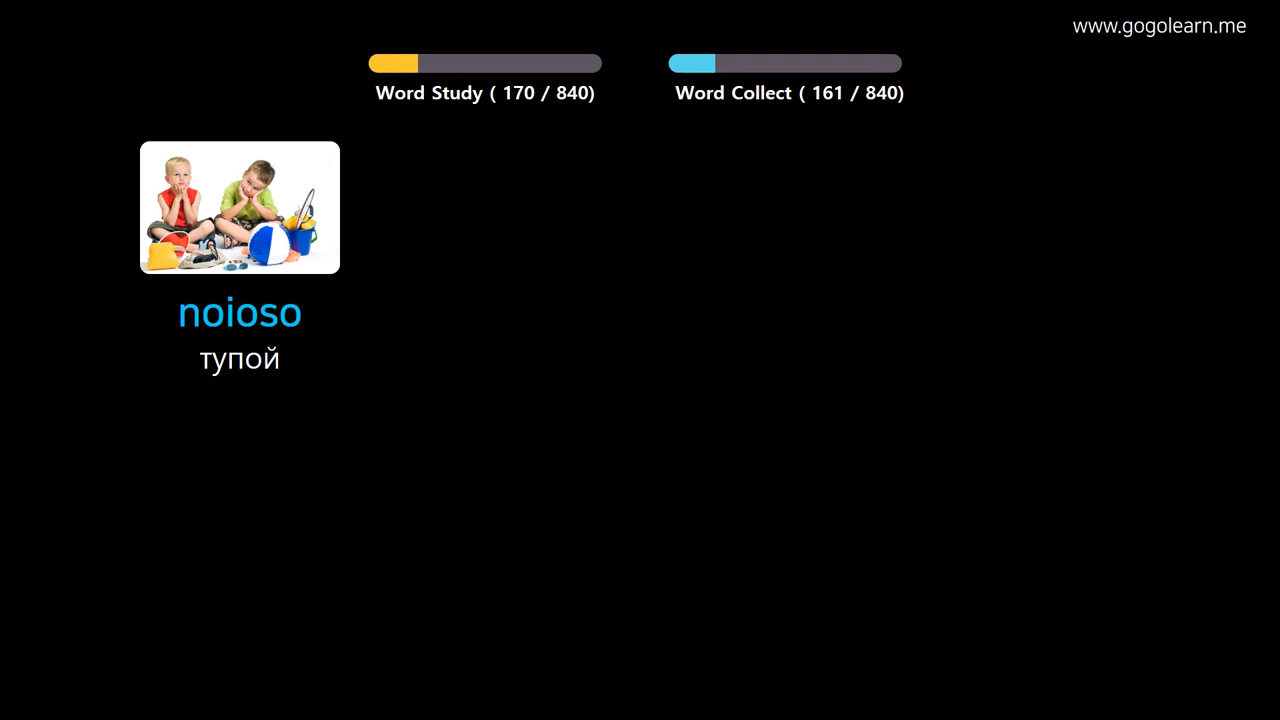 www.gogolearn.me
Word Study ( 170 / 840)
Word Collect ( 161 / 840)
noioso
тупой